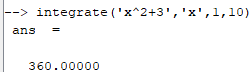 --> integrate('x^2+3','x',1,10)
ans  =
360.00000